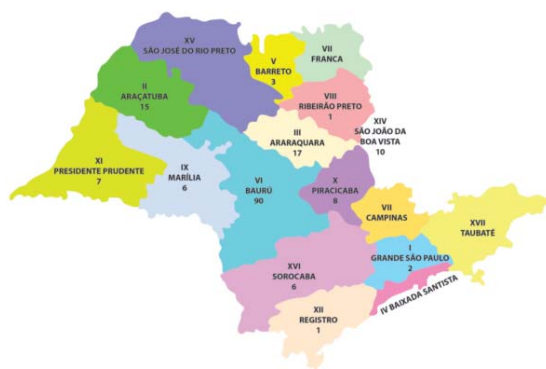 XV
SÃO JOSÉ DO RIO PRETO
V
BARRETO
3
VII
FRANCA
II
ARAÇATUBA
15
VIII
RIBEIRÃO PRETO
1
XIV
SÃO JOÃO DA
BOA VISTA
10
III
ARARAQUARA
17
XI
PRESIDENTE PRUDENTE
7
IX
MARÍLIA
6
VI
BAURÚ
90
X
PIRACICABA
8
VII
CAMPINAS
XVII
TAUBATÉ
I
GRANDE SÃO PAULO
2
XVI
SOROCABA
6
IV BAIXADA SANTISTA
XII
REGISTRO
1